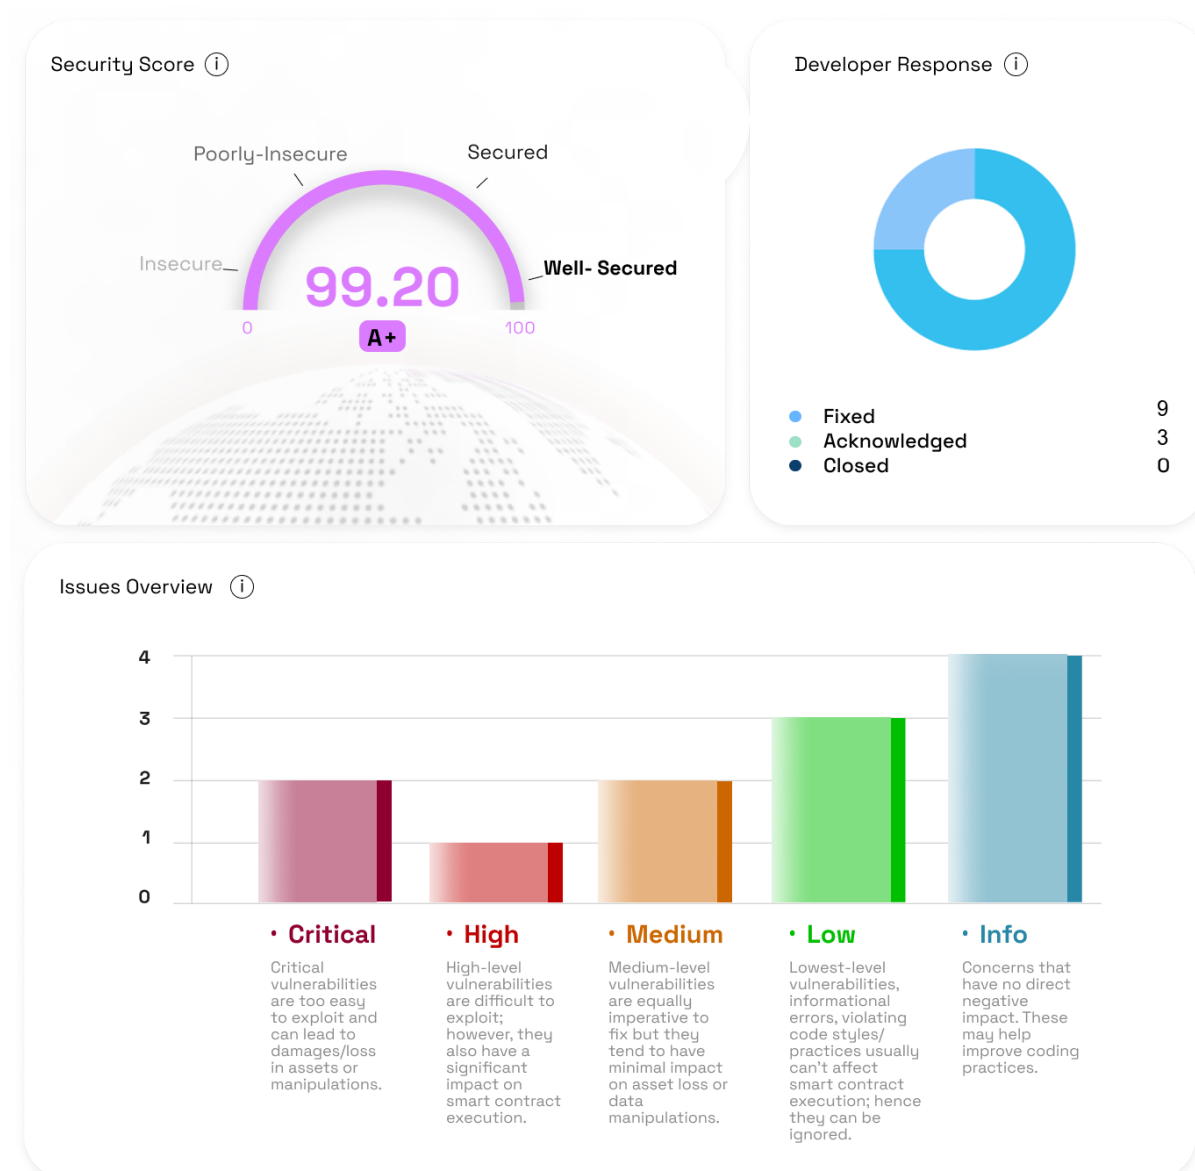 Security Score i
Developer Response i
Poorly-Insecure
Secured
Insecure
Well- Secured
99.20
0
100
A+
Fixed 9
Acknowledged 3
Closed 0
Issues Overview i
4
3
2
1
0
• Critical
Critical
vulnerabilities
are too easy
to exploit and
can lead to
damages/loss
in assets or
manipulations.
• High
High-level
vulnerabilities
are difficult to
exploit;
however, they
also have a
significant
impact on
smart contract
execution.
• Medium
Medium-level
vulnerabilities
are equally
imperative to
fix but they
tend to have
minimal impact
on asset loss or
data
manipulations.
• Low
Lowest-level
vulnerabilities,
informational
errors, violating
code styles/
practices usually
can't affect
smart contract
execution; hence
they can be
ignored.
• Info
Concerns that
have no direct
negative
impact. These
may help
improve coding
practices.